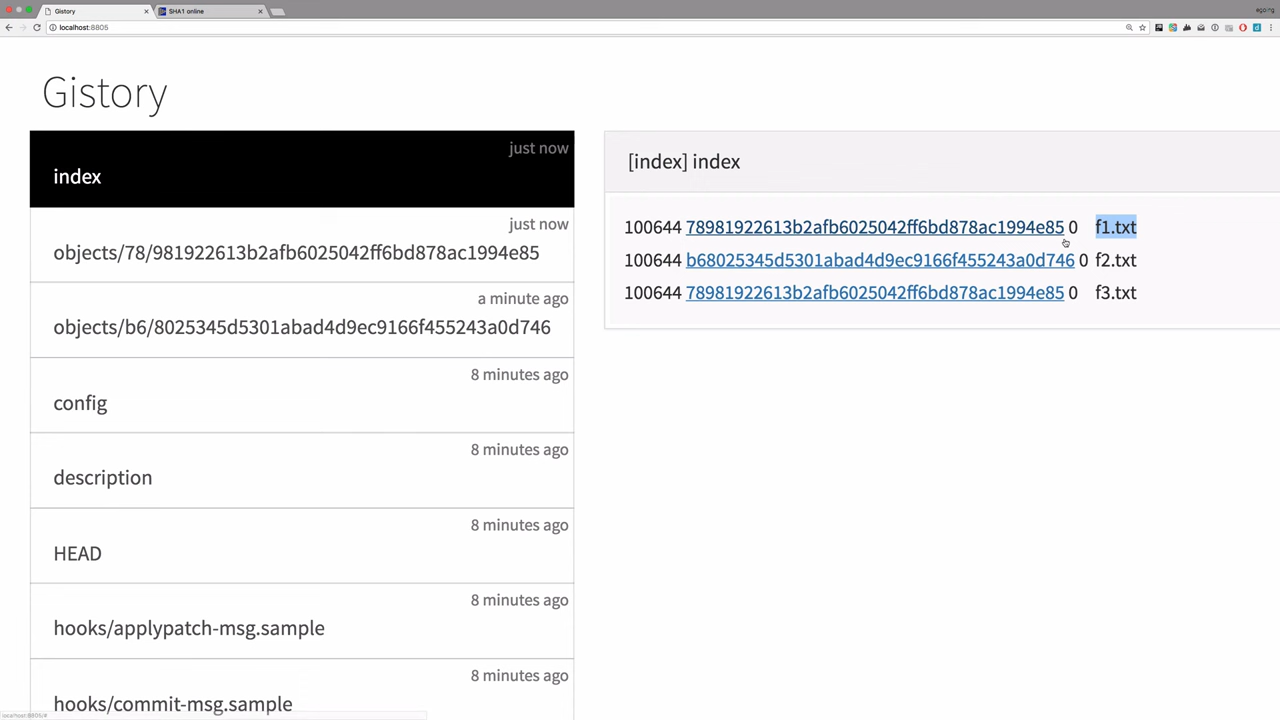 Gistory
SHA1 online
egoing
localhost:8805
Gistory
just now
index
just now
objects/78/981922613b2afb6025042ff6bd878ac1994e85
a minute ago
objects/b6/8025345d5301abad4d9ec9166f455243a0d746
8 minutes ago
config
8 minutes ago
description
8 minutes ago
HEAD
8 minutes ago
hooks/applypatch-msg.sample
8 minutes ago
hooks/commit-msg.sample
[index] index
100644 78981922613b2afb6025042ff6bd878ac1994e85 0 f1.txt
100644 b68025345d5301abad4d9ec9166f455243a0d746 0 f2.txt
100644 78981922613b2afb6025042ff6bd878ac1994e85 0 f3.txt
localhost:8805/#